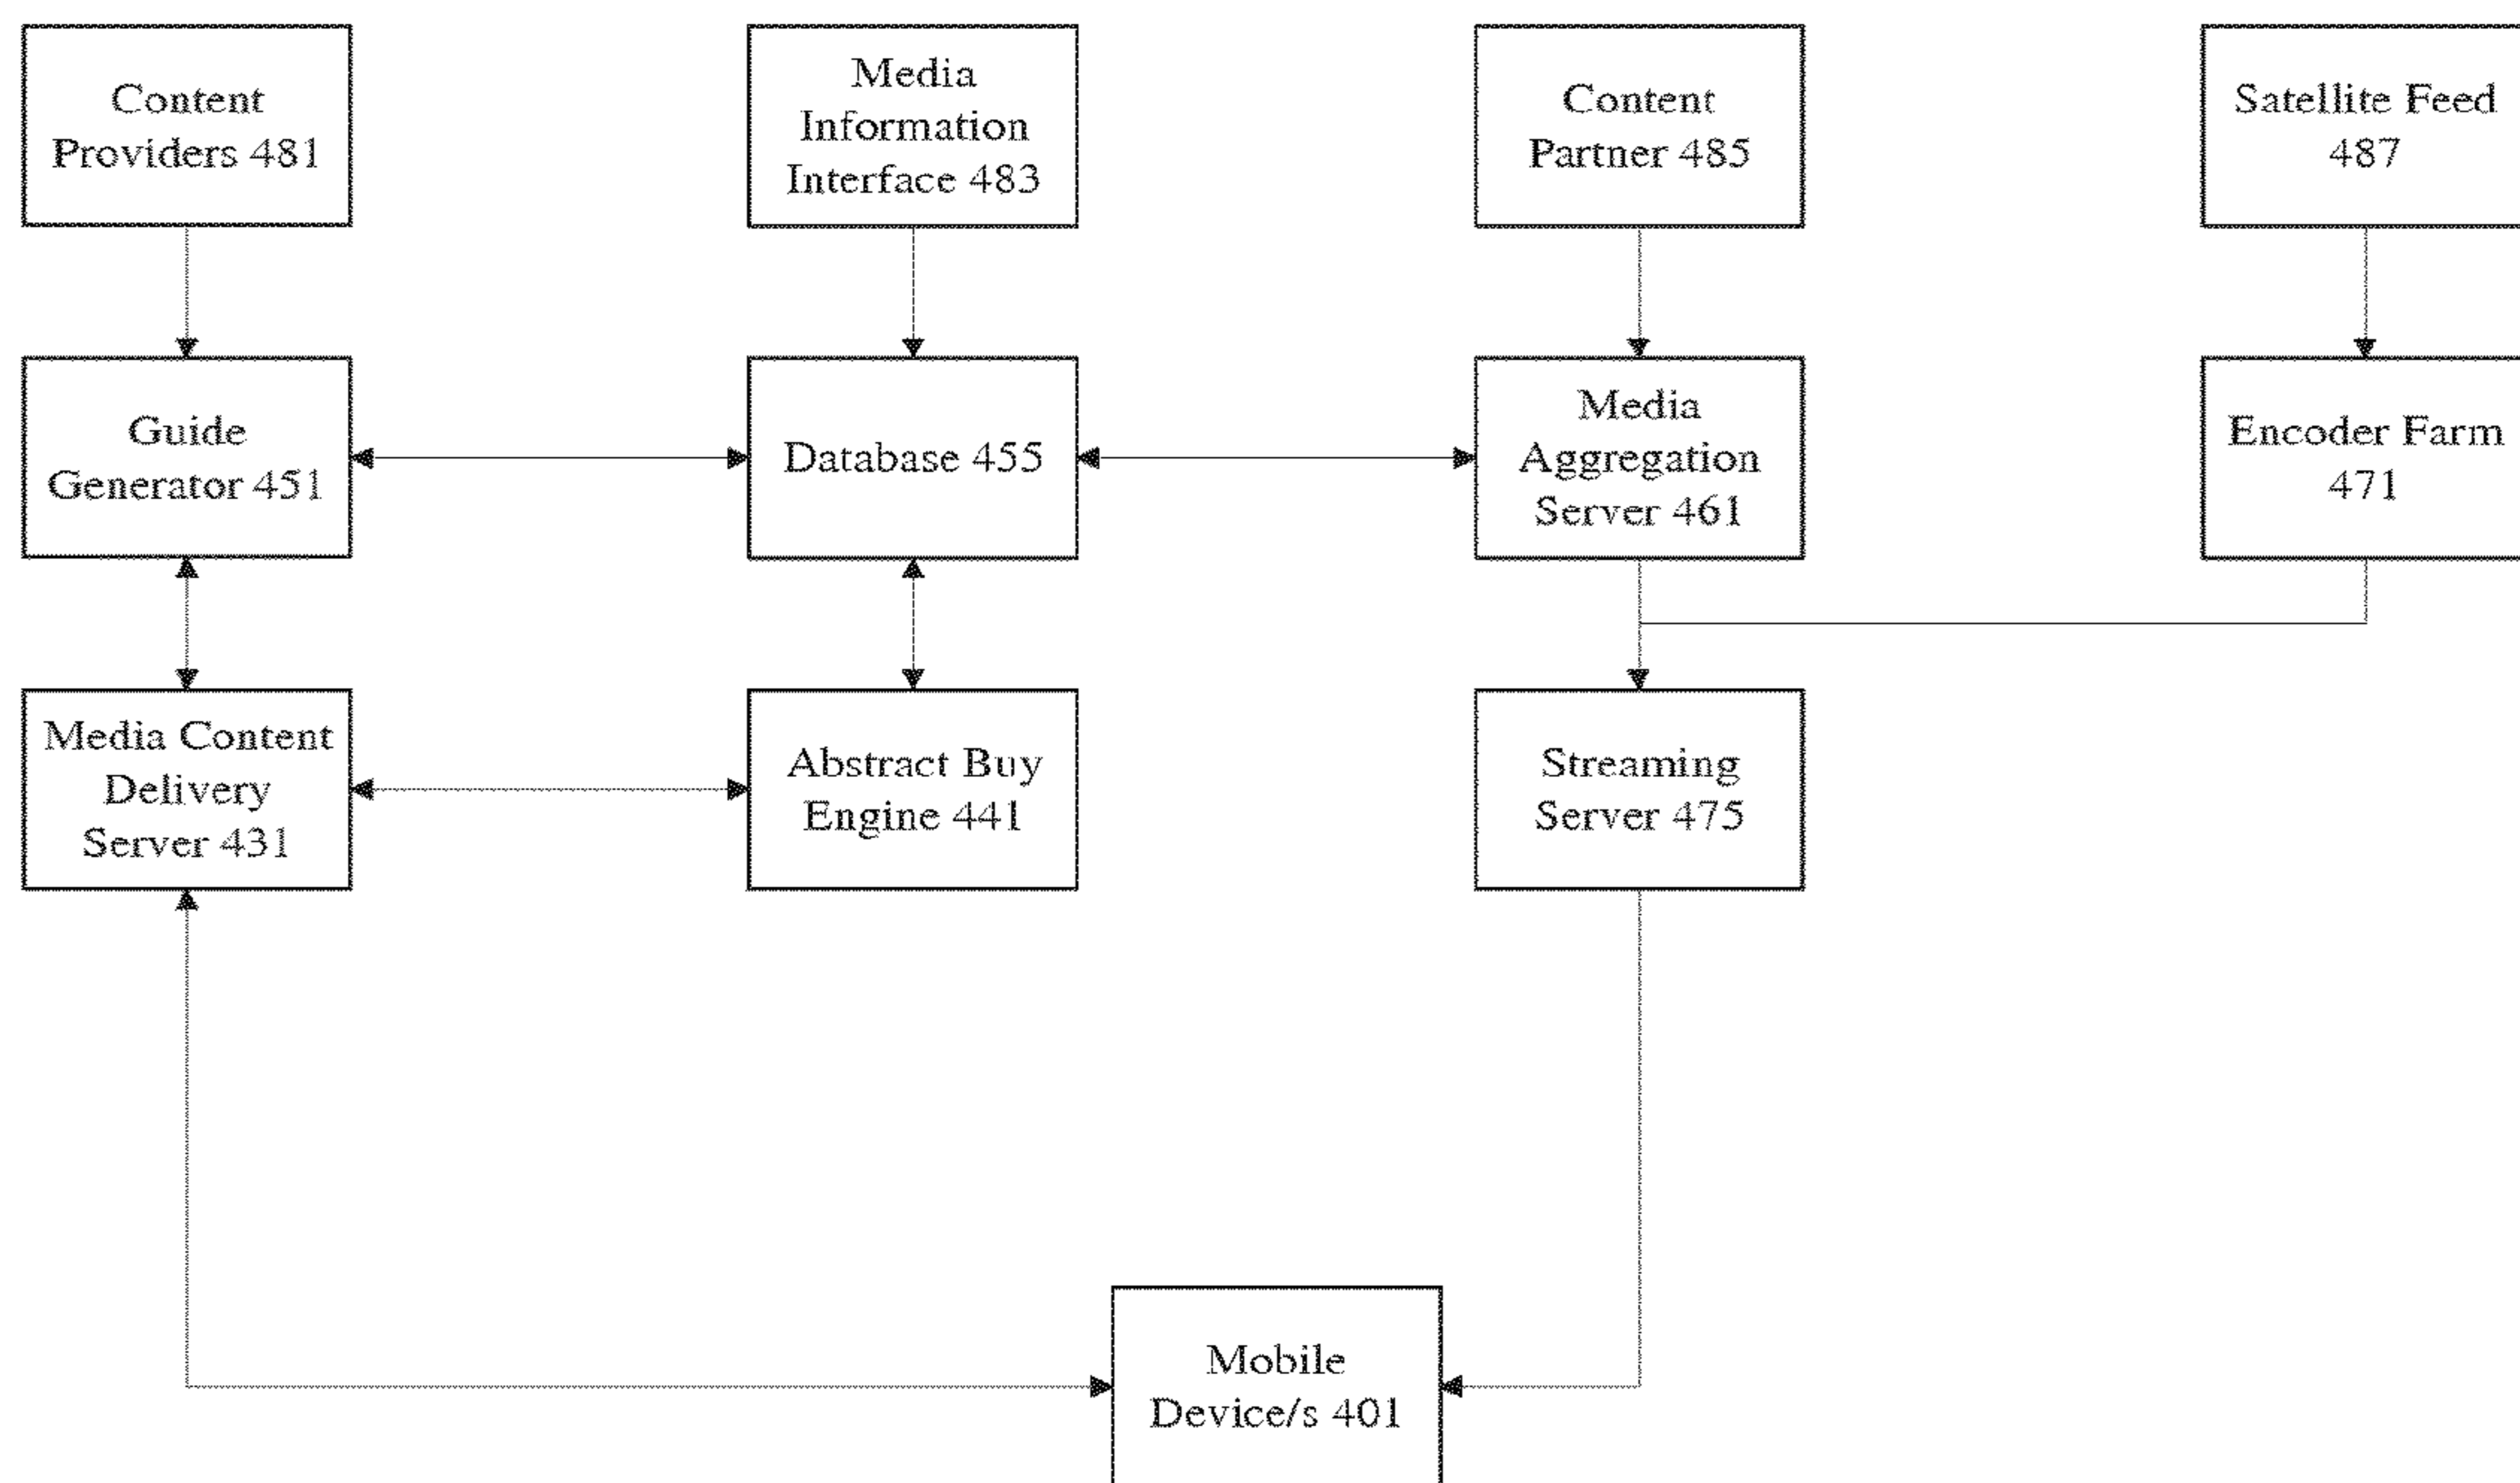 Content
Providers 481
Media
Information
Interface 483
Content
Partner 485
Satellite Feed
487
Guide
Generator 451
Database 455
Media
Aggregation
Server 461
Encoder Farm
471
Media Content
Delivery
Server 431
Abstract Buy
Engine 441
Streaming
Server 475
Mobile
Device/s 401